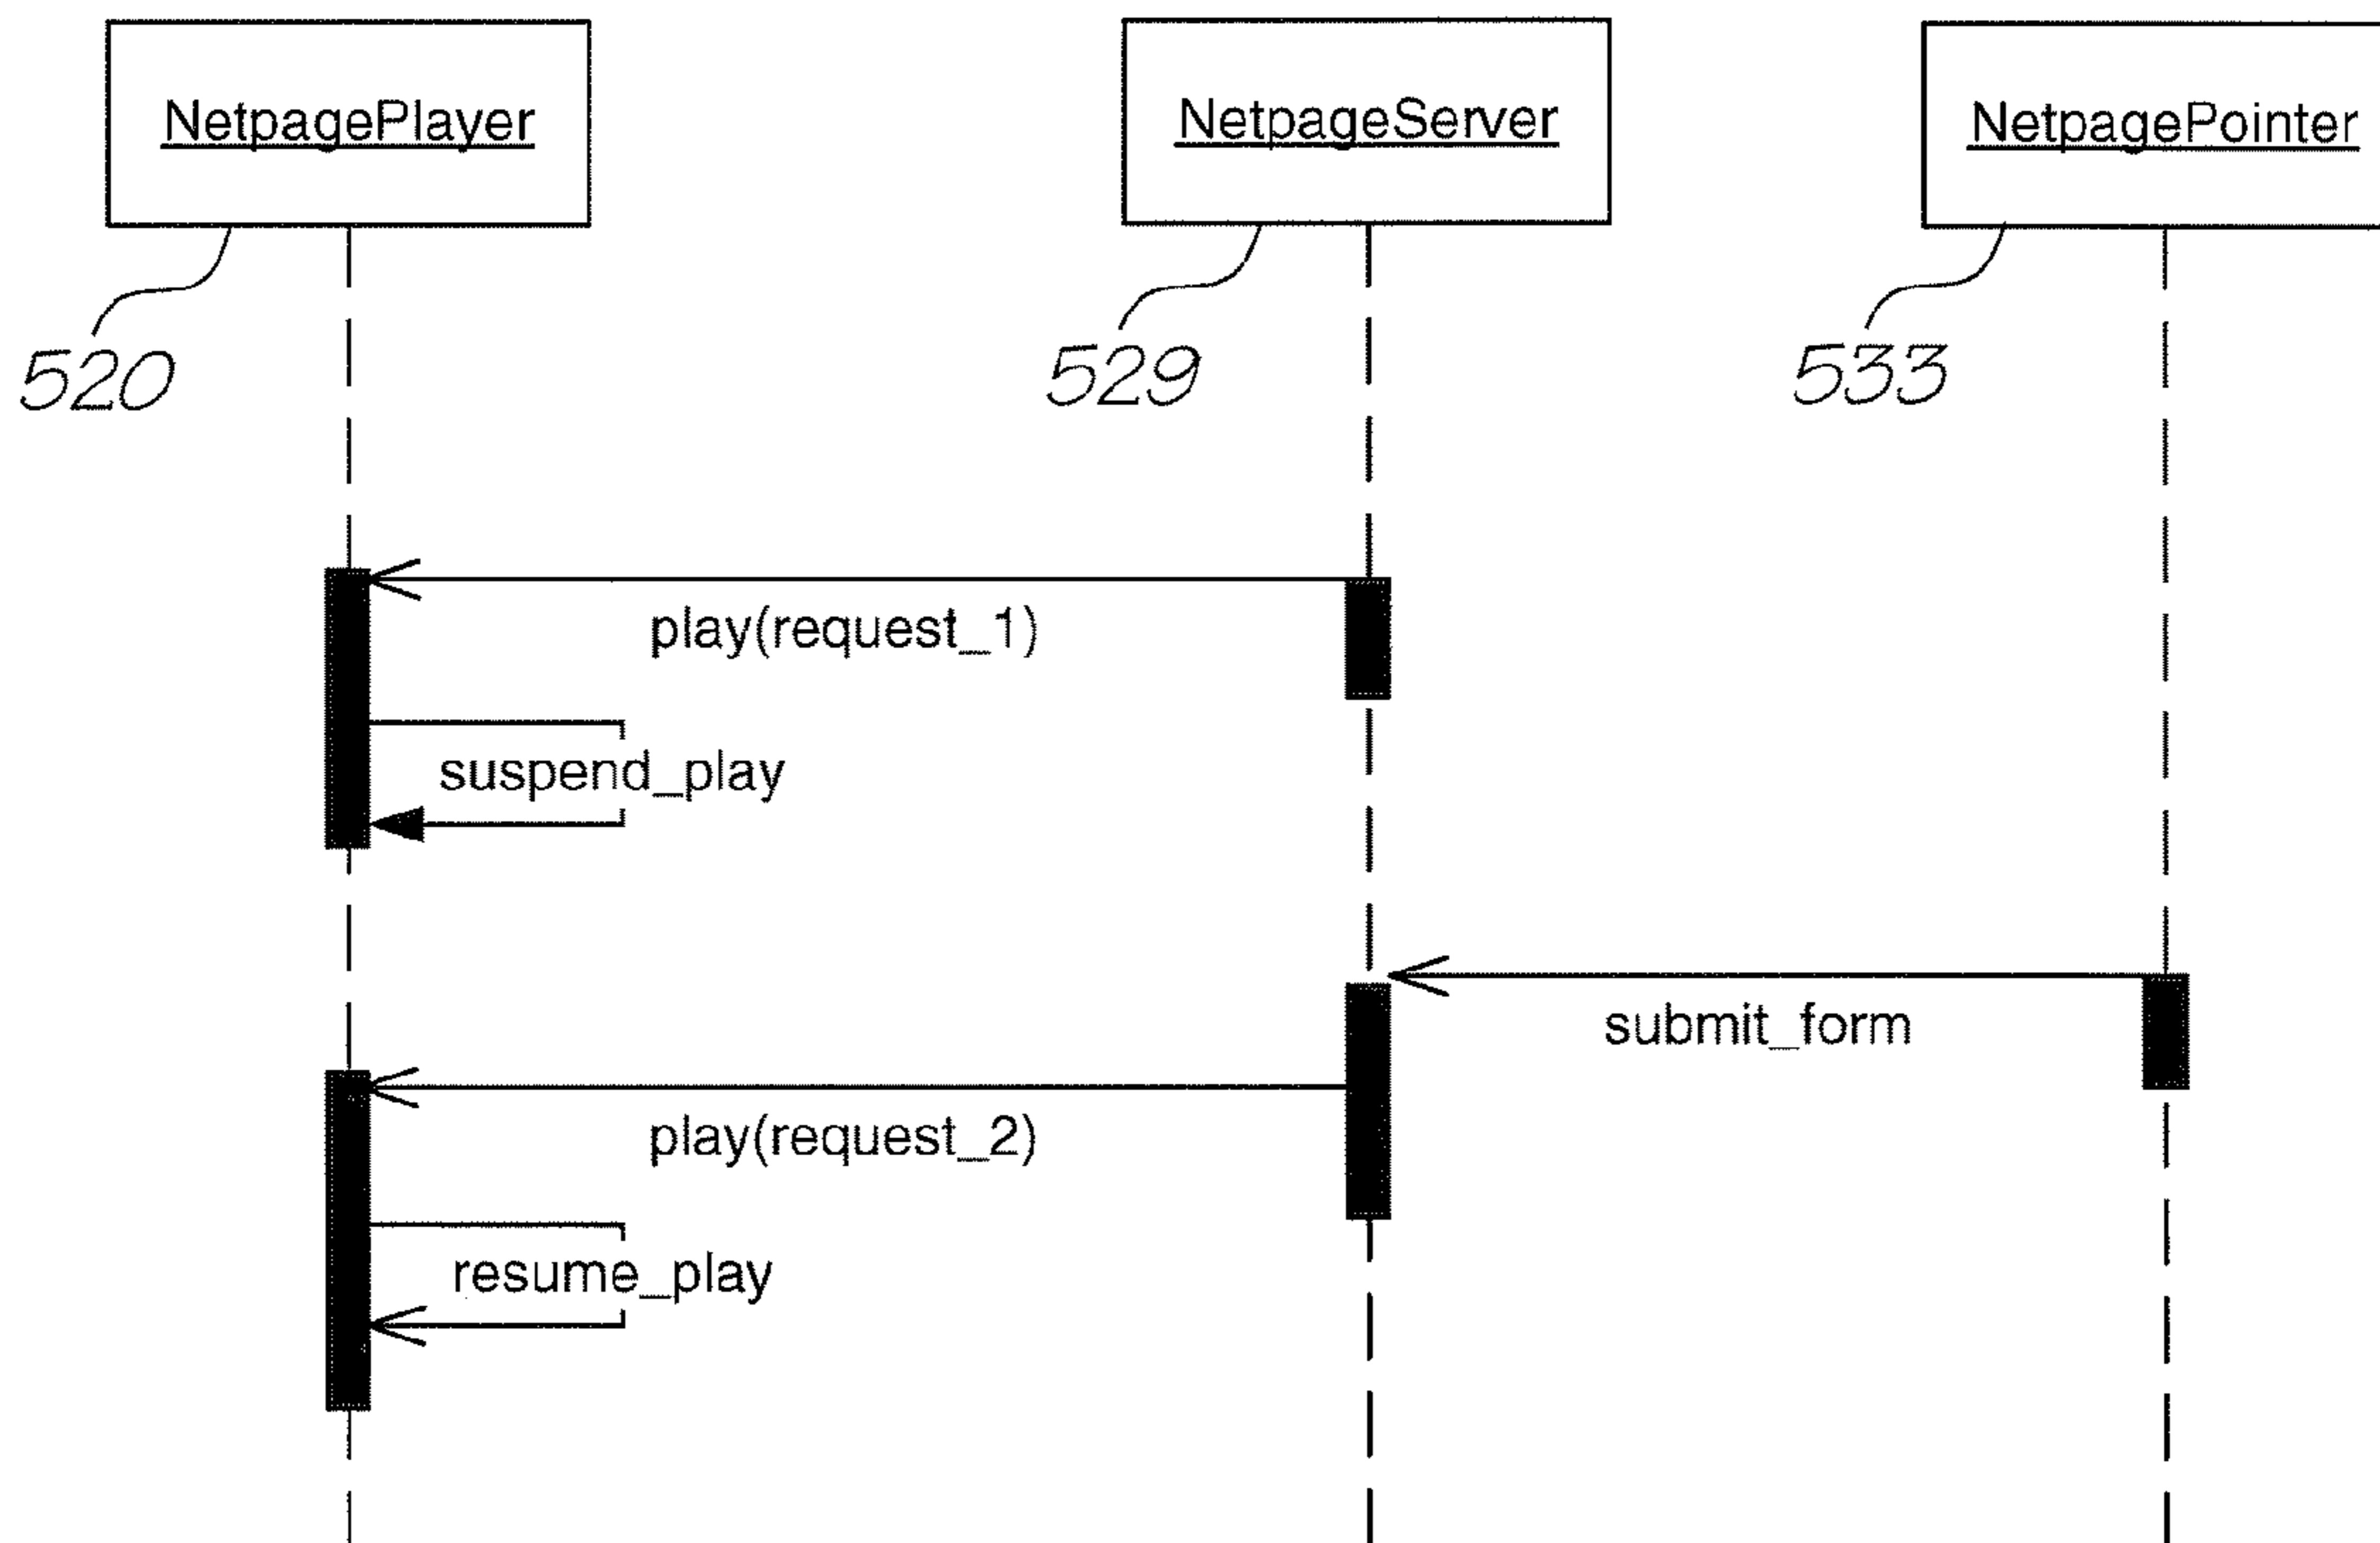 NetpagePlayer
NetpageServer
NetpagePointer
520
529
533
play(request_1)
suspend_play
submit_form
play(request_2)
resume_play